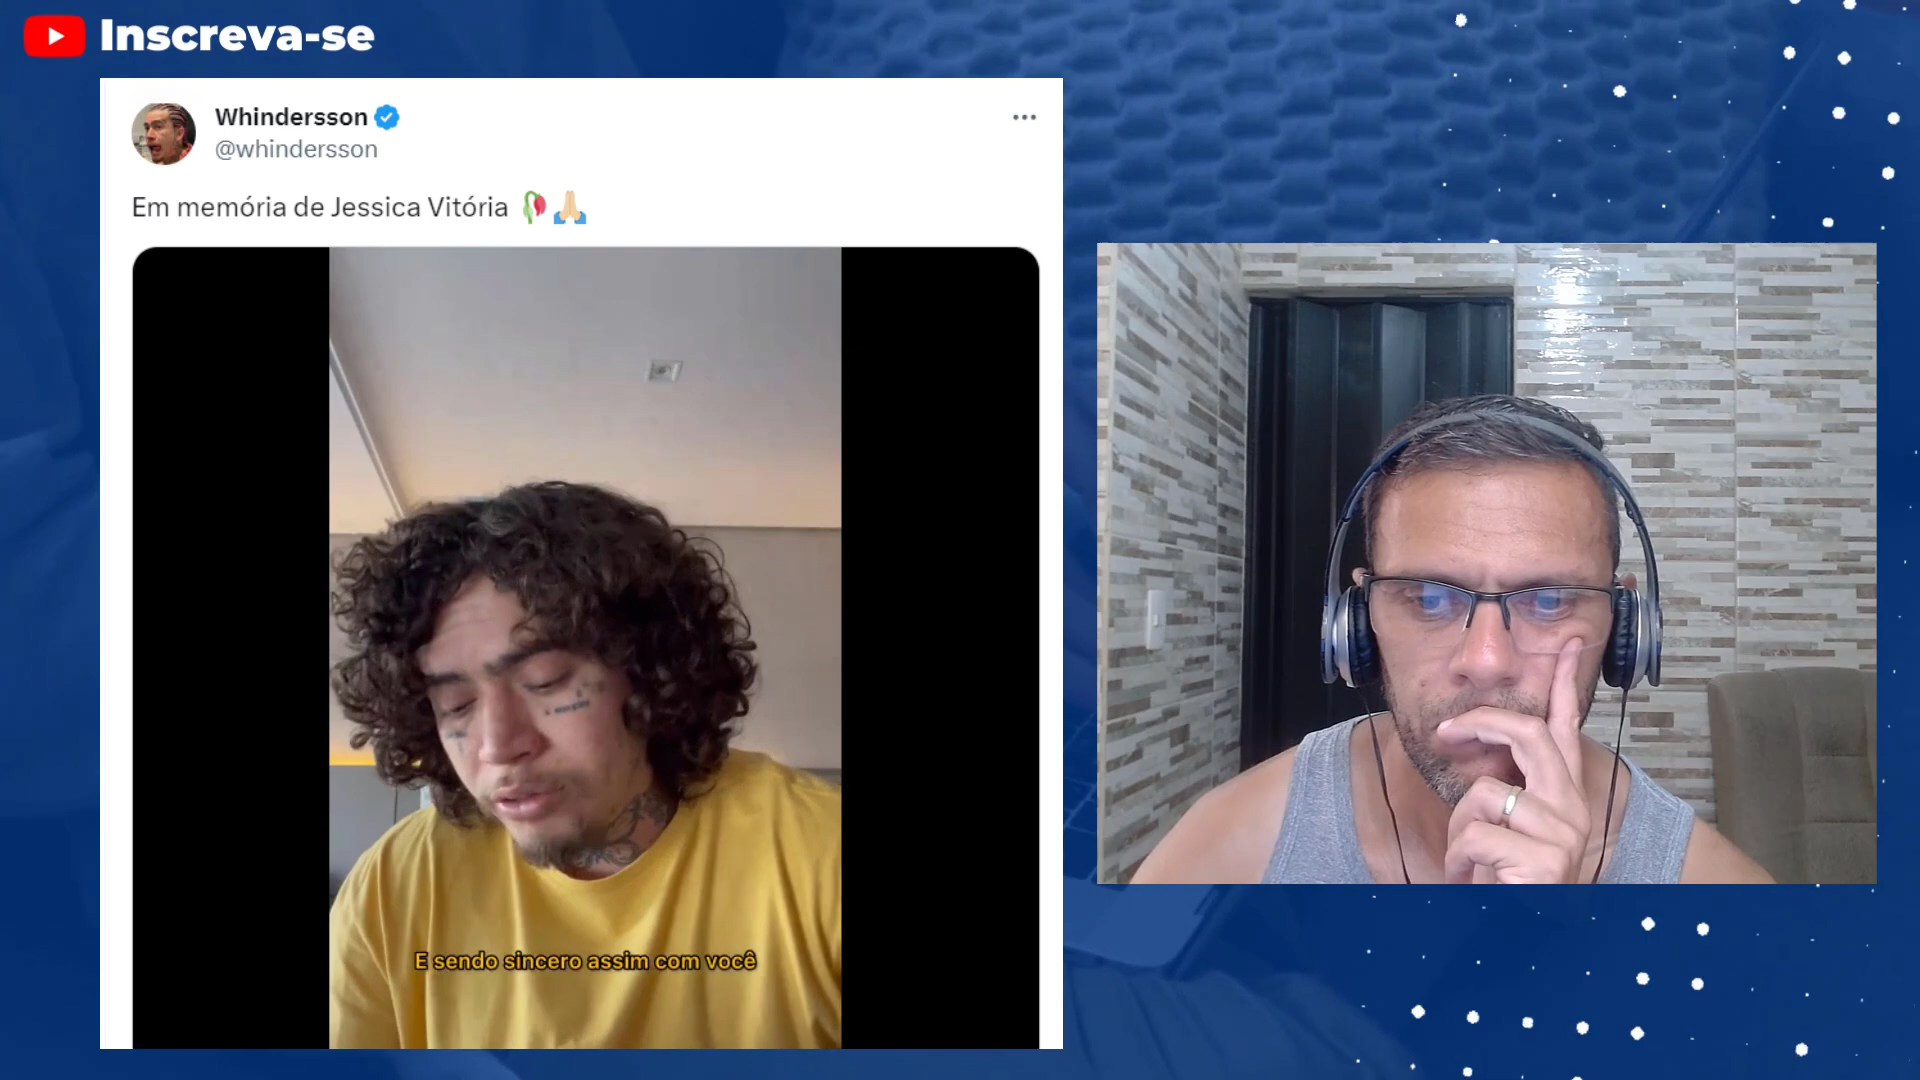 Inscreva-se
Whindersson
@whindersson
Em memória de Jessica Vitória
E sendo sincero assim com você